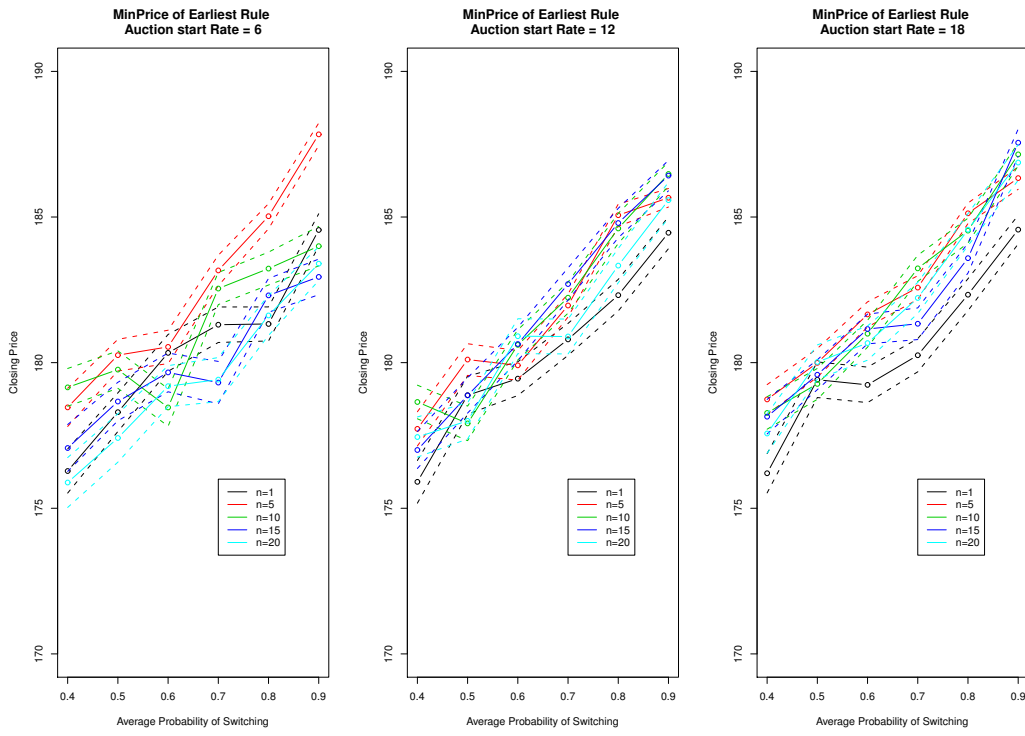 MinPrice of Earliest Rule
Auction start Rate = 6
Closing Price
190
185
180
175
170
n=1
n=5
n=10
n=15
n=20
0.4 0.5 0.6 0.7 0.8 0.9
Average Probability of Switching
MinPrice of Earliest Rule
Auction start Rate = 12
Closing Price
190
185
180
175
170
n=1
n=5
n=10
n=15
n=20
0.4 0.5 0.6 0.7 0.8 0.9
Average Probability of Switching
MinPrice of Earliest Rule
Auction start Rate = 18
Closing Price
190
185
180
175
170
n=1
n=5
n=10
n=15
n=20
0.4 0.5 0.6 0.7 0.8 0.9
Average Probability of Switching